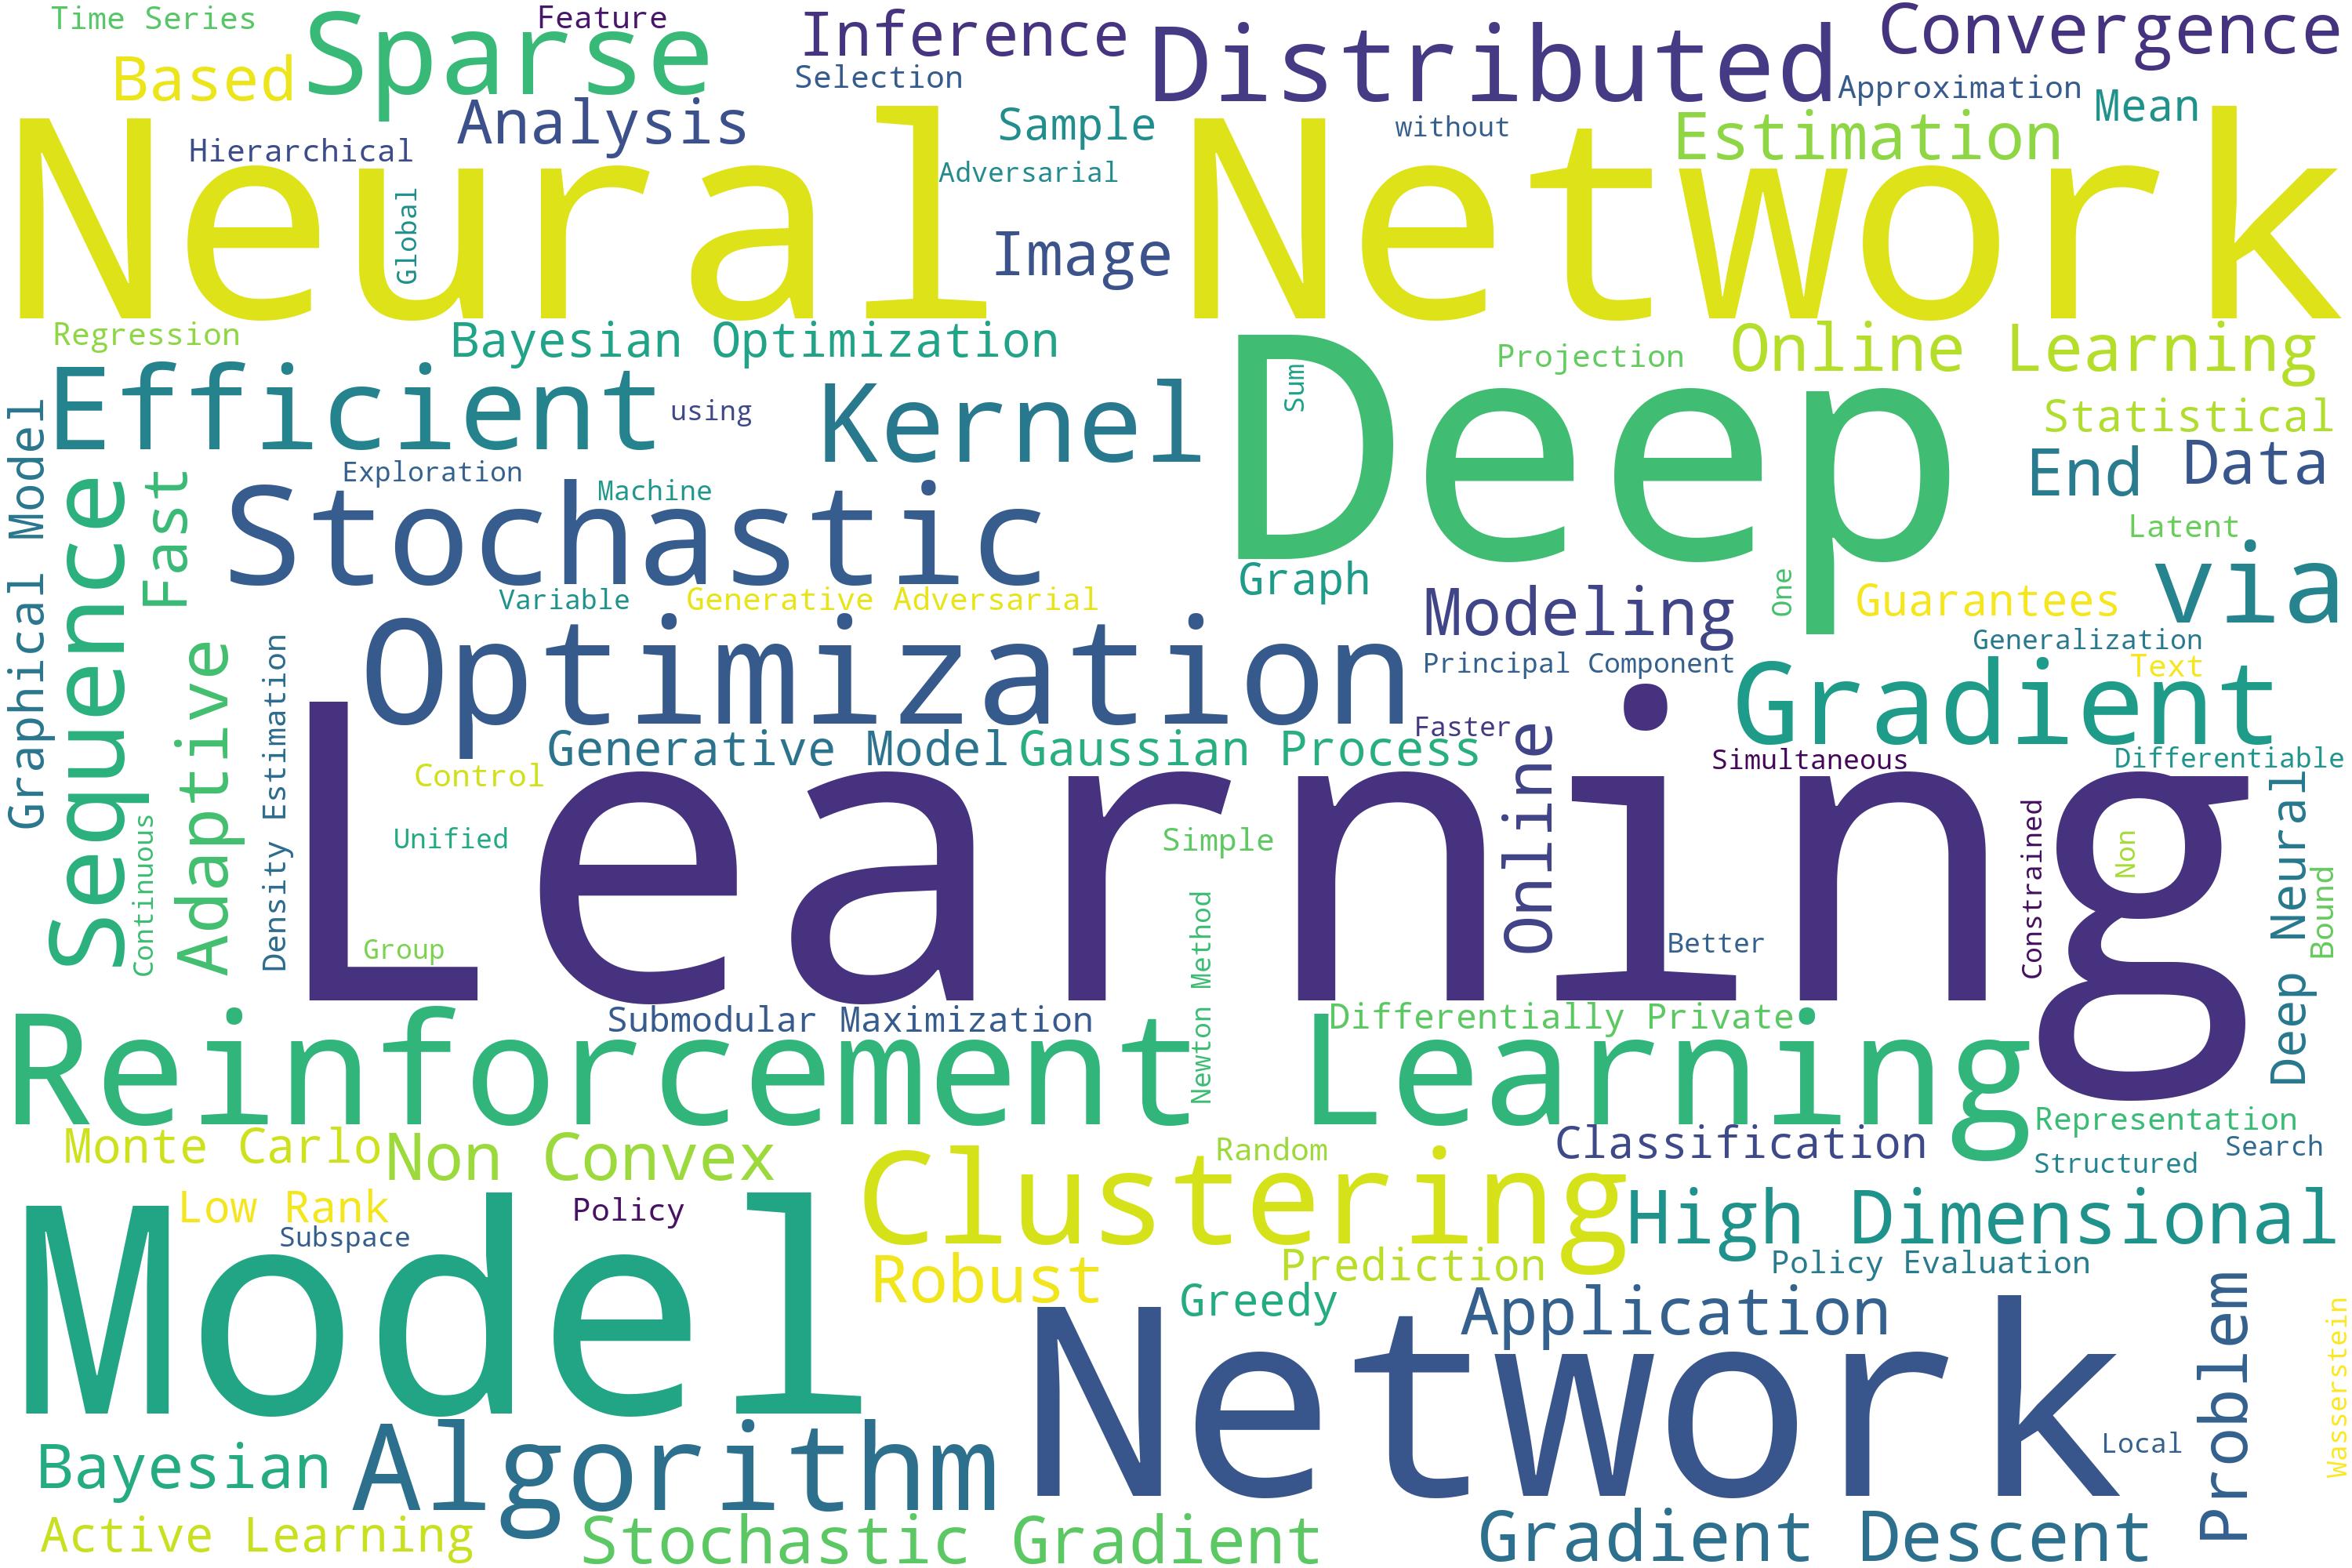 Time Series
Feature
Sparse
Inference
Distributed
Convergence
Based
Selection
Approximation
Mean
Analysis
Sample
without
Estimation
Hierarchical
Adversarial
Neural Network
Global
Image
Regression
Bayesian Optimization
Projection
Online Learning
Efficient
using
Kernel
Sum
Deep
Statistical
End
Data
Graphical Model
Sequence
Fast
Exploration
Machine
Stochastic
Latent
Graph
One
via
Variable
Generative Adversarial
Modeling
Guarantees
Optimization
Principal Component
Generalization
Text
Gradient
Adaptive
Density Estimation
Generative Model
Gaussian Process
Faster
Online
Simultaneous
Differentiable
Control
Continuous
Unified
Learning
Simple
Constrained
Non
Deep Neural
Bound
Group
Newton Method
Better
Submodular Maximization
Differentially Private
Reinforcement Learning
Representation
Monte Carlo
Non Convex
Random
Classification
Search
Structured
Clustering
Low Rank
Policy
Subspace
High Dimensional
Model
Robust
Prediction
Policy Evaluation
Greedy
Application
Problem
Wasserstein
Network
Local
Bayesian
Algorithm
Active Learning
Stochastic Gradient
Gradient Descent